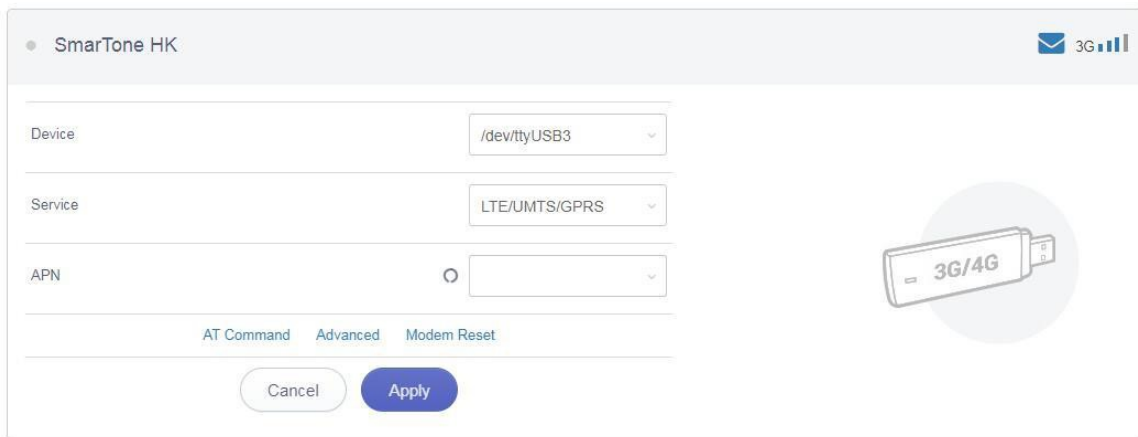 SmarTone HK 3G
Device /dev/ttyUSB3
Service LTE/UMTS/GPRS
APN
3G/4G
AT Command Advanced Modem Reset
Cancel Apply